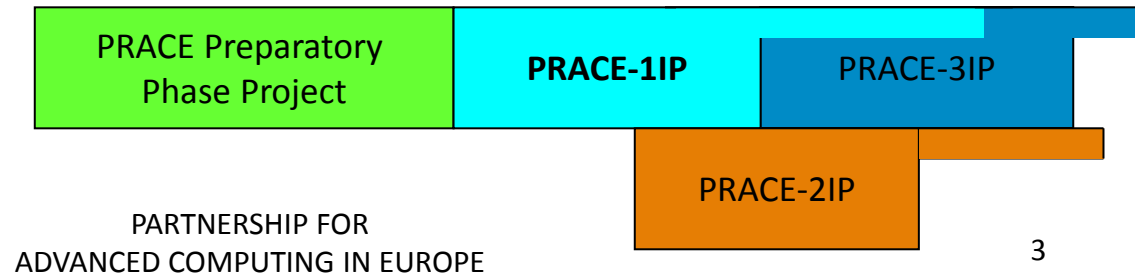 PRACE Preparatory
Phase Project
PRACE-1IP
PRACE-3IP
PRACE-2IP
PARTNERSHIP FOR
ADVANCED COMPUTING IN EUROPE
3